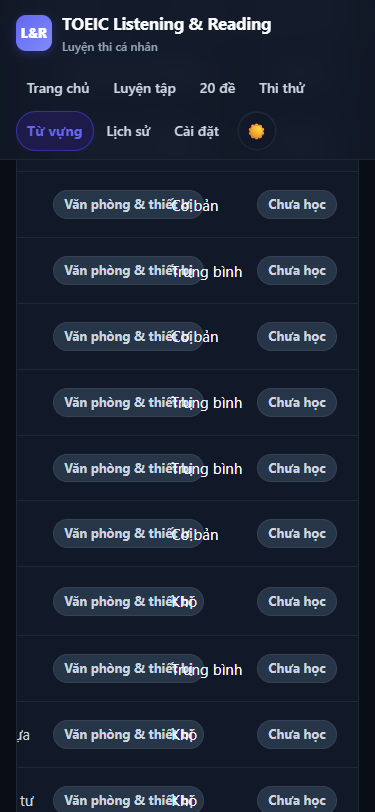 L&R
TOEIC Listening & Reading
Luyện thi cá nhân
Trang chủ Luyện tập 20 đề Thi thử
Từ vựng Lịch sử Cài đặt
Văn phòng & thiết bị Cơ bản Chưa học
Văn phòng & thiết bị Trung bình Chưa học
Văn phòng & thiết bị Cơ bản Chưa học
Văn phòng & thiết bị Trung bình Chưa học
Văn phòng & thiết bị Trung bình Chưa học
Văn phòng & thiết bị Cơ bản Chưa học
Văn phòng & thiết bị Khó Chưa học
Văn phòng & thiết bị Trung bình Chưa học
Văn phòng & thiết bị Khó Chưa học
tư Văn phòng & thiết bị Khó Chưa học